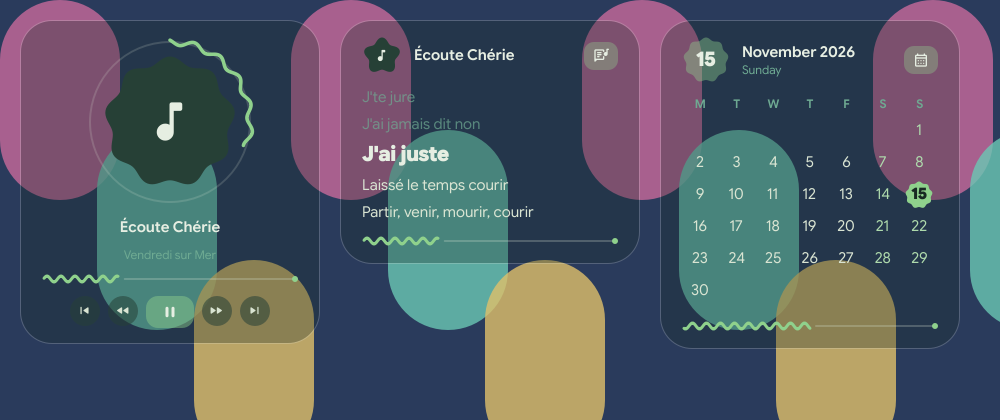 Écoute Chérie
Vendredi sur Mer
Écoute Chérie
J'te jure
J'ai jamais dit non
J'ai juste
Laissé le temps courir
Partir, venir, mourir, courir
15
November 2026
Sunday
M T W T F S S
1
2 3 4 5 6 7 8
9 10 11 12 13 14 15
16 17 18 19 20 21 22
23 24 25 26 27 28 29
30